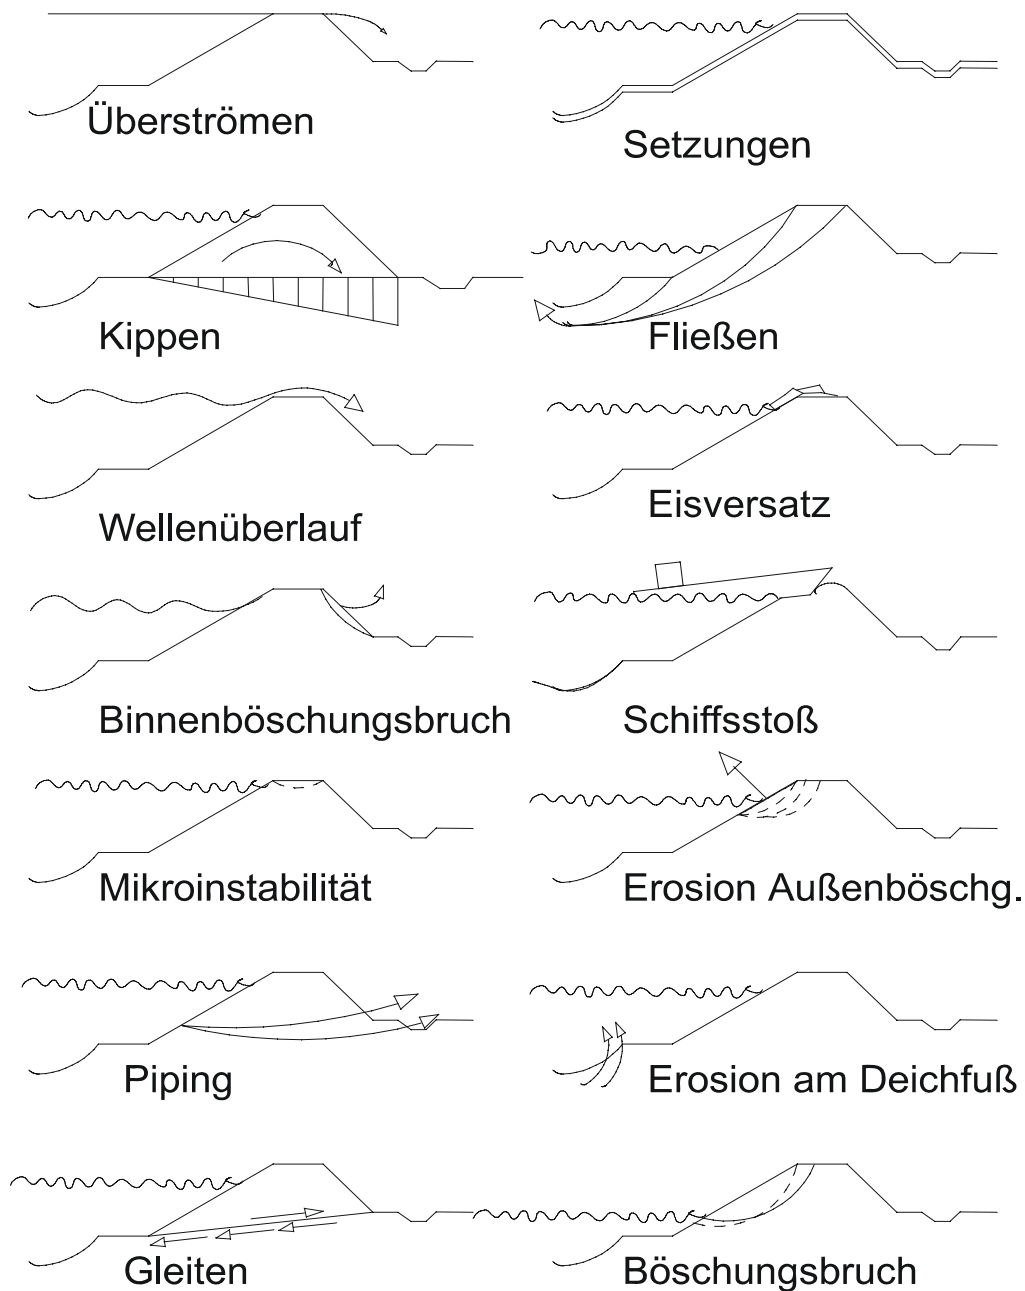 Überströmen
Setzungen
Kippen
Fließen
Wellenüberlauf
Eisversatz
Binnenböschungsbruch
Schiffsstoß
Mikroinstabilität
Erosion Außenböschg.
Piping
Erosion am Deichfuß
Gleiten
Böschungsbruch